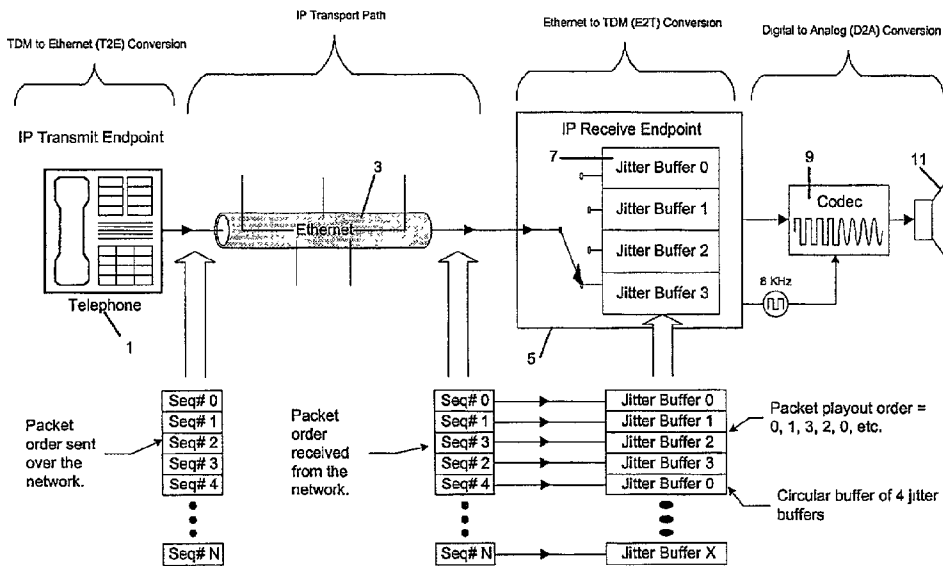 IP Transport Path
Ethernet to TDM (E2T) Conversion
Digital to Analog (D2A) Conversion
TDM to Ethernet (T2E) Conversion
IP Transmit Endpoint
IP Receive Endpoint
3
7
9
11
Jitter Buffer 0
Jitter Buffer 1
Jitter Buffer 2
Jitter Buffer 3
Codec
Ethernet
8 KHz
Telephone
1
5
Packet
order sent
over the
network.
Seq# 0
Seq# 1
Seq# 2
Seq# 3
Seq# 4
Seq# N
Packet
order
received
from the
network.
Seq# 0
Seq# 1
Seq# 3
Seq# 2
Seq# 4
Seq# N
Jitter Buffer 0
Jitter Buffer 1
Jitter Buffer 2
Jitter Buffer 3
Jitter Buffer 0
Jitter Buffer X
Packet playout order =
0, 1, 3, 2, 0, etc.
Circular buffer of 4 jitter
buffers